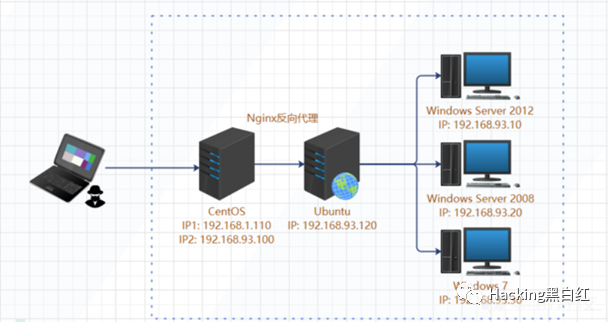 Nginx反向代理
Windows Server 2012
IP: 192.168.93.10
CentOS
IP1: 192.168.1.110
IP2: 192.168.93.100
Ubuntu
IP: 192.168.93.120
Windows Server 2008
IP: 192.168.93.20
Windows 7
Hacking黑白红
IP: